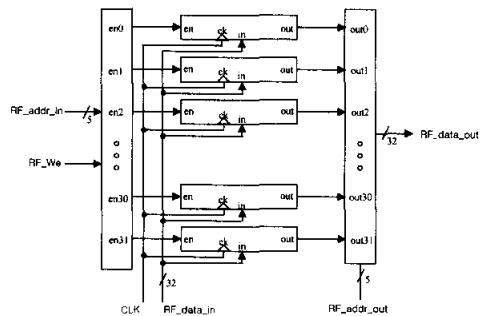 en0 en out out0
ck in
en1 en out out1
ck in
RF_addr_in 5 en2 en out out2
ck in
32 RF_data_out
RF_We
en30 en out out30
ck in
en31 en out out31
ck in
32 5
CLK RF_data_in RF_addr_out